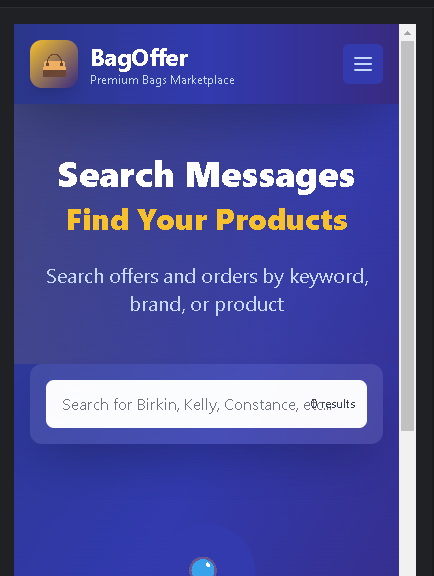 BagOffer
Premium Bags Marketplace
Search Messages
Find Your Products
Search offers and orders by keyword,
brand, or product
Search for Birkin, Kelly, Constance, etc...
0 results